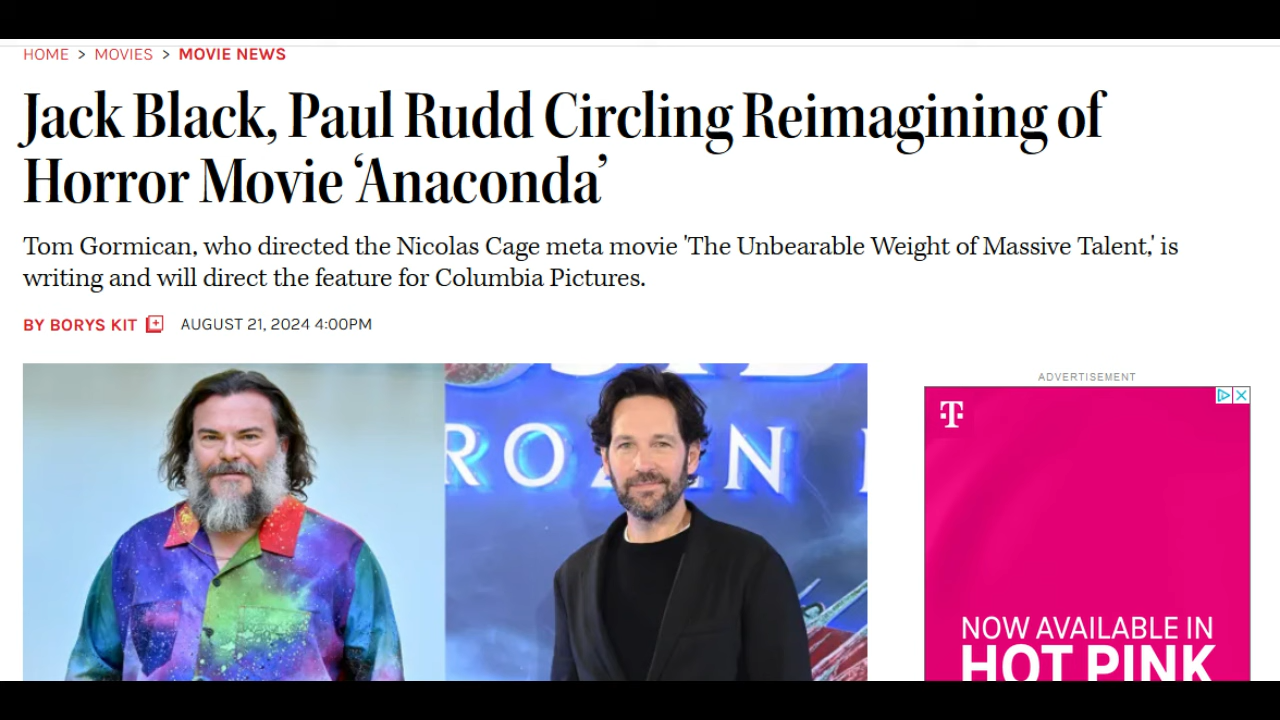 HOME > MOVIES > MOVIE NEWS
Jack Black, Paul Rudd Circling Reimagining of
Horror Movie ‘Anaconda’
Tom Gormican, who directed the Nicolas Cage meta movie 'The Unbearable Weight of Massive Talent,' is
writing and will direct the feature for Columbia Pictures.
BY BORYS KIT AUGUST 21, 2024 4:00PM
ROZEN E
ADVERTISEMENT
T
NOW AVAILABLE IN
HOT PINK